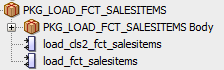 PKG_LOAD_FCT_SALESITEMS
PKG_LOAD_FCT_SALESITEMS Body
load_cls2_fct_salesitems
load_fct_salesitems